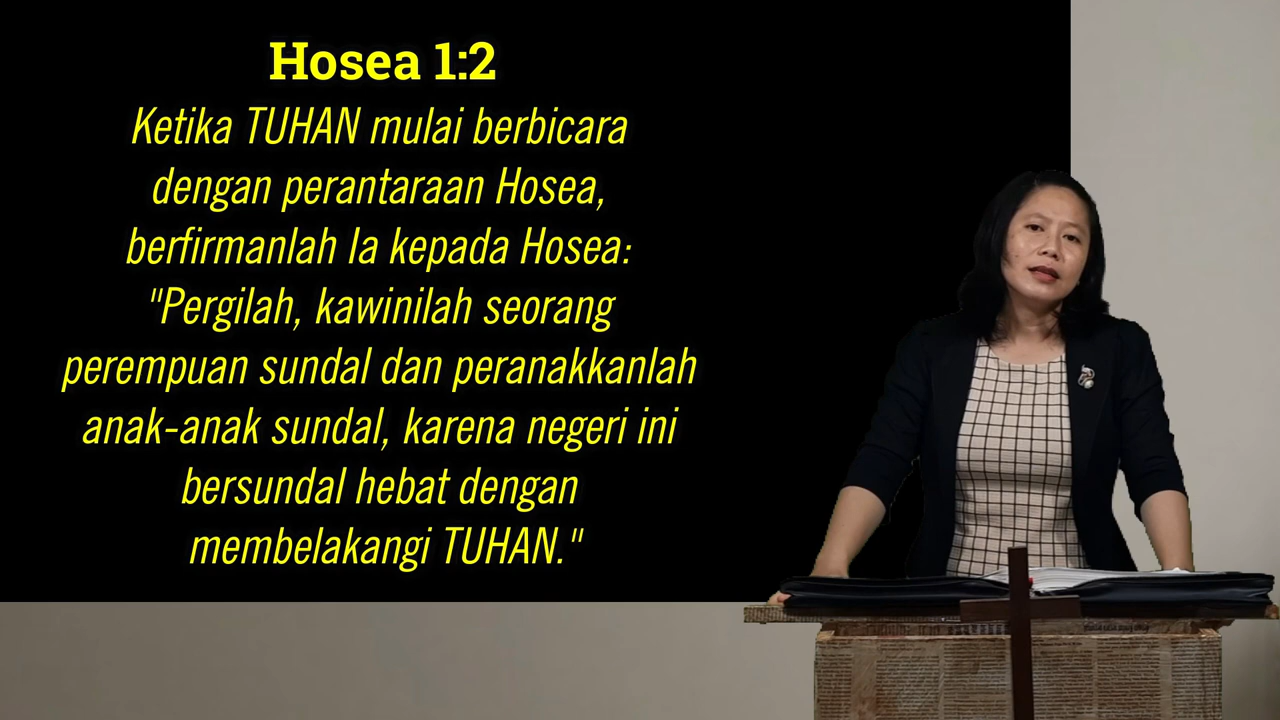 Hosea 1:2
Ketika TUHAN mulai berbicara
dengan perantaraan Hosea,
berfirmanlah Ia kepada Hosea:
"Pergilah, kawinilah seorang
perempuan sundal dan peranakkanlah
anak-anak sundal, karena negeri ini
bersundal hebat dengan
membelakangi TUHAN."